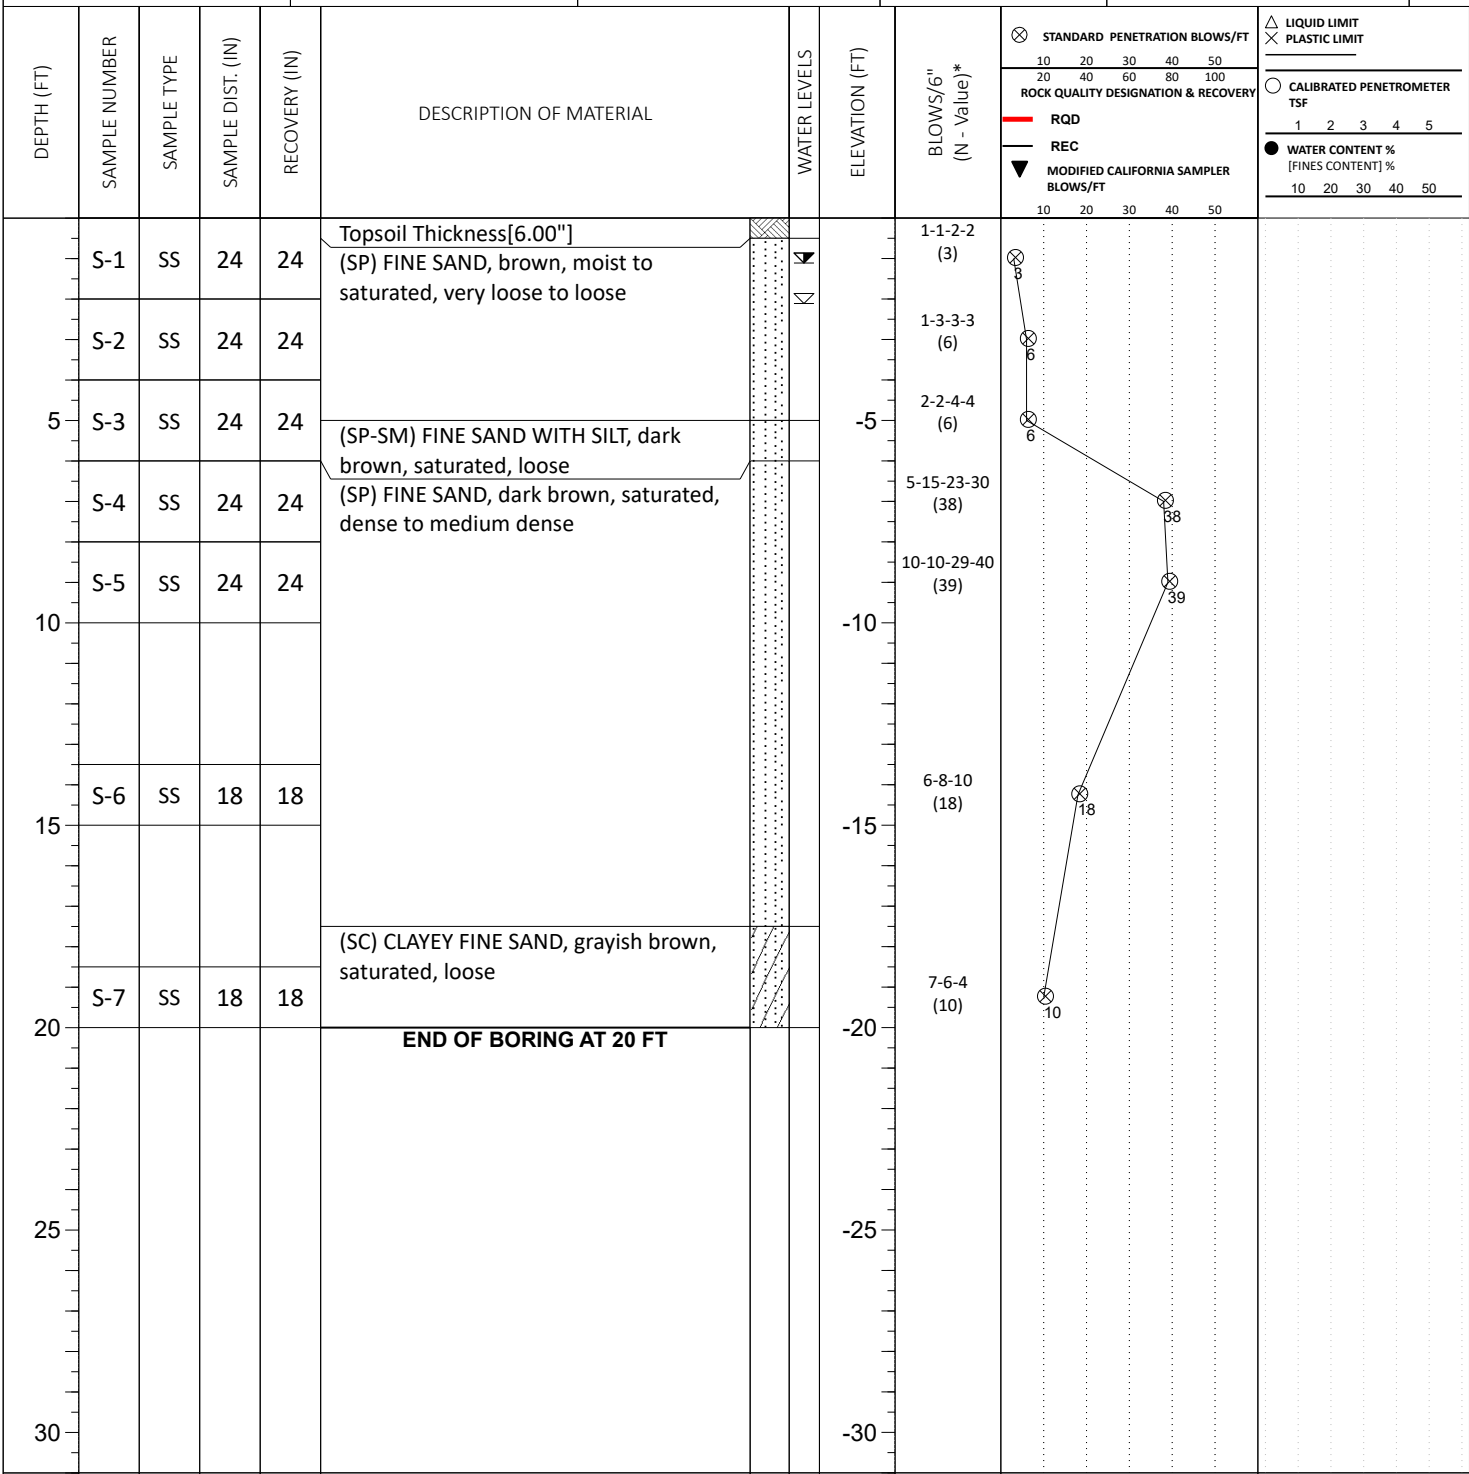 DEPTH (FT)
SAMPLE NUMBER
SAMPLE TYPE
SAMPLE DIST. (IN)
RECOVERY (IN)
DESCRIPTION OF MATERIAL
WATER LEVELS
ELEVATION (FT)
BLOWS/6"
(N - Value)*
STANDARD PENETRATION BLOWS/FT
10 20 30 40 50
20 40 60 80 100
ROCK QUALITY DESIGNATION & RECOVERY
RQD
REC
MODIFIED CALIFORNIA SAMPLER
BLOWS/FT
10 20 30 40 50
LIQUID LIMIT
PLASTIC LIMIT
CALIBRATED PENETROMETER
TSF
1 2 3 4 5
WATER CONTENT %
[FINES CONTENT] %
10 20 30 40 50
Topsoil Thickness[6.00"]
S-1 SS 24 24
(SP) FINE SAND, brown, moist to
saturated, very loose to loose
1-1-2-2
(3)
3
S-2 SS 24 24
1-3-3-3
(6)
6
5
S-3 SS 24 24
-5
2-2-4-4
(6)
6
(SP-SM) FINE SAND WITH SILT, dark
brown, saturated, loose
S-4 SS 24 24
(SP) FINE SAND, dark brown, saturated,
dense to medium dense
5-15-23-30
(38)
38
S-5 SS 24 24
10-10-29-40
(39)
39
10
-10
S-6 SS 18 18
6-8-10
(18)
18
15
-15
(SC) CLAYEY FINE SAND, grayish brown,
saturated, loose
S-7 SS 18 18
7-6-4
(10)
10
20
-20
END OF BORING AT 20 FT
25
-25
30
-30